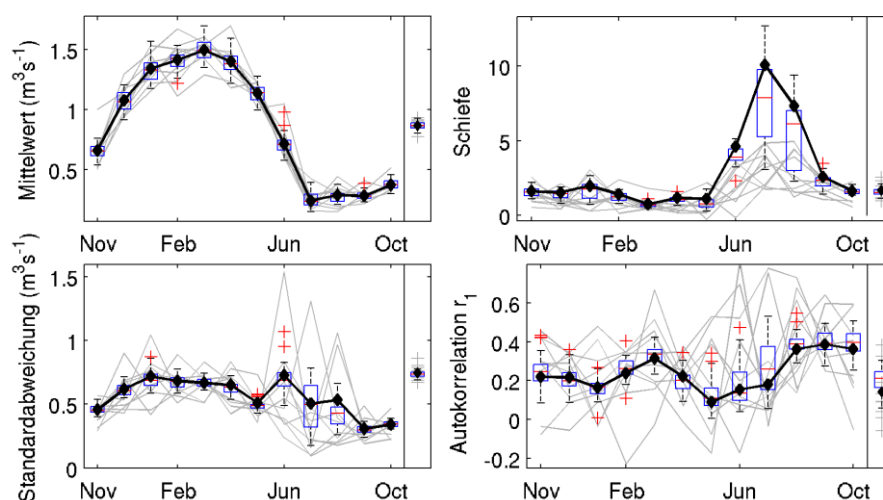 Mittelwert (m³s⁻¹)
1.5
1
0.5
Nov Feb Jun Oct
Schiefe
10
5
0
Nov Feb Jun Oct
Standardabweichung (m³s⁻¹)
1.5
1
0.5
0
Nov Feb Jun Oct
Autokorrelation r₁
0.6
0.4
0.2
0
-0.2
Nov Feb Jun Oct